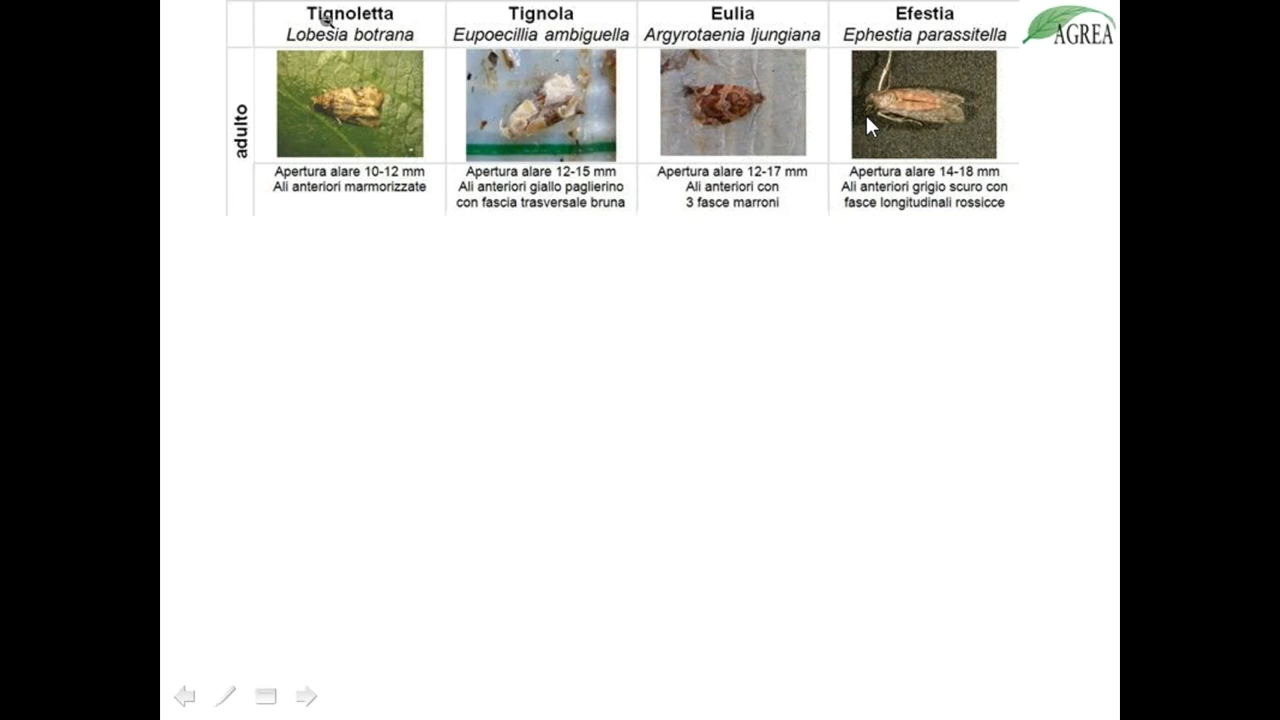 Tignoletta
Lobesia botrana
Tignola
Eupoecillia ambiguella
Eulia
Argyrotaenia ljungiana
Efestia
Ephestia parassitella
AGREA
adulto
Apertura alare 10-12 mm
Ali anteriori marmorizzate
Apertura alare 12-15 mm
Ali anteriori giallo paglierino
con fascia trasversale bruna
Apertura alare 12-17 mm
Ali anteriori con
3 fasce marroni
Apertura alare 14-18 mm
Ali anteriori grigio scuro con
fasce longitudinali rossicce